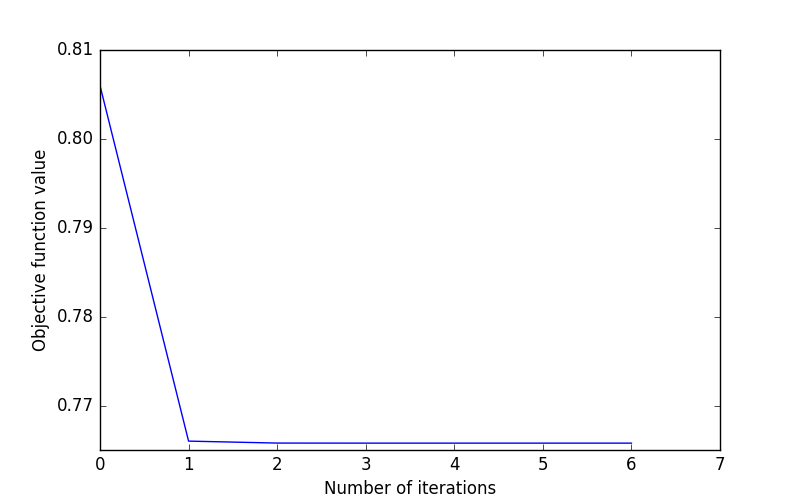 0.81
0.80
0.79
0.78
0.77
Objective function value
0 1 2 3 4 5 6 7
Number of iterations